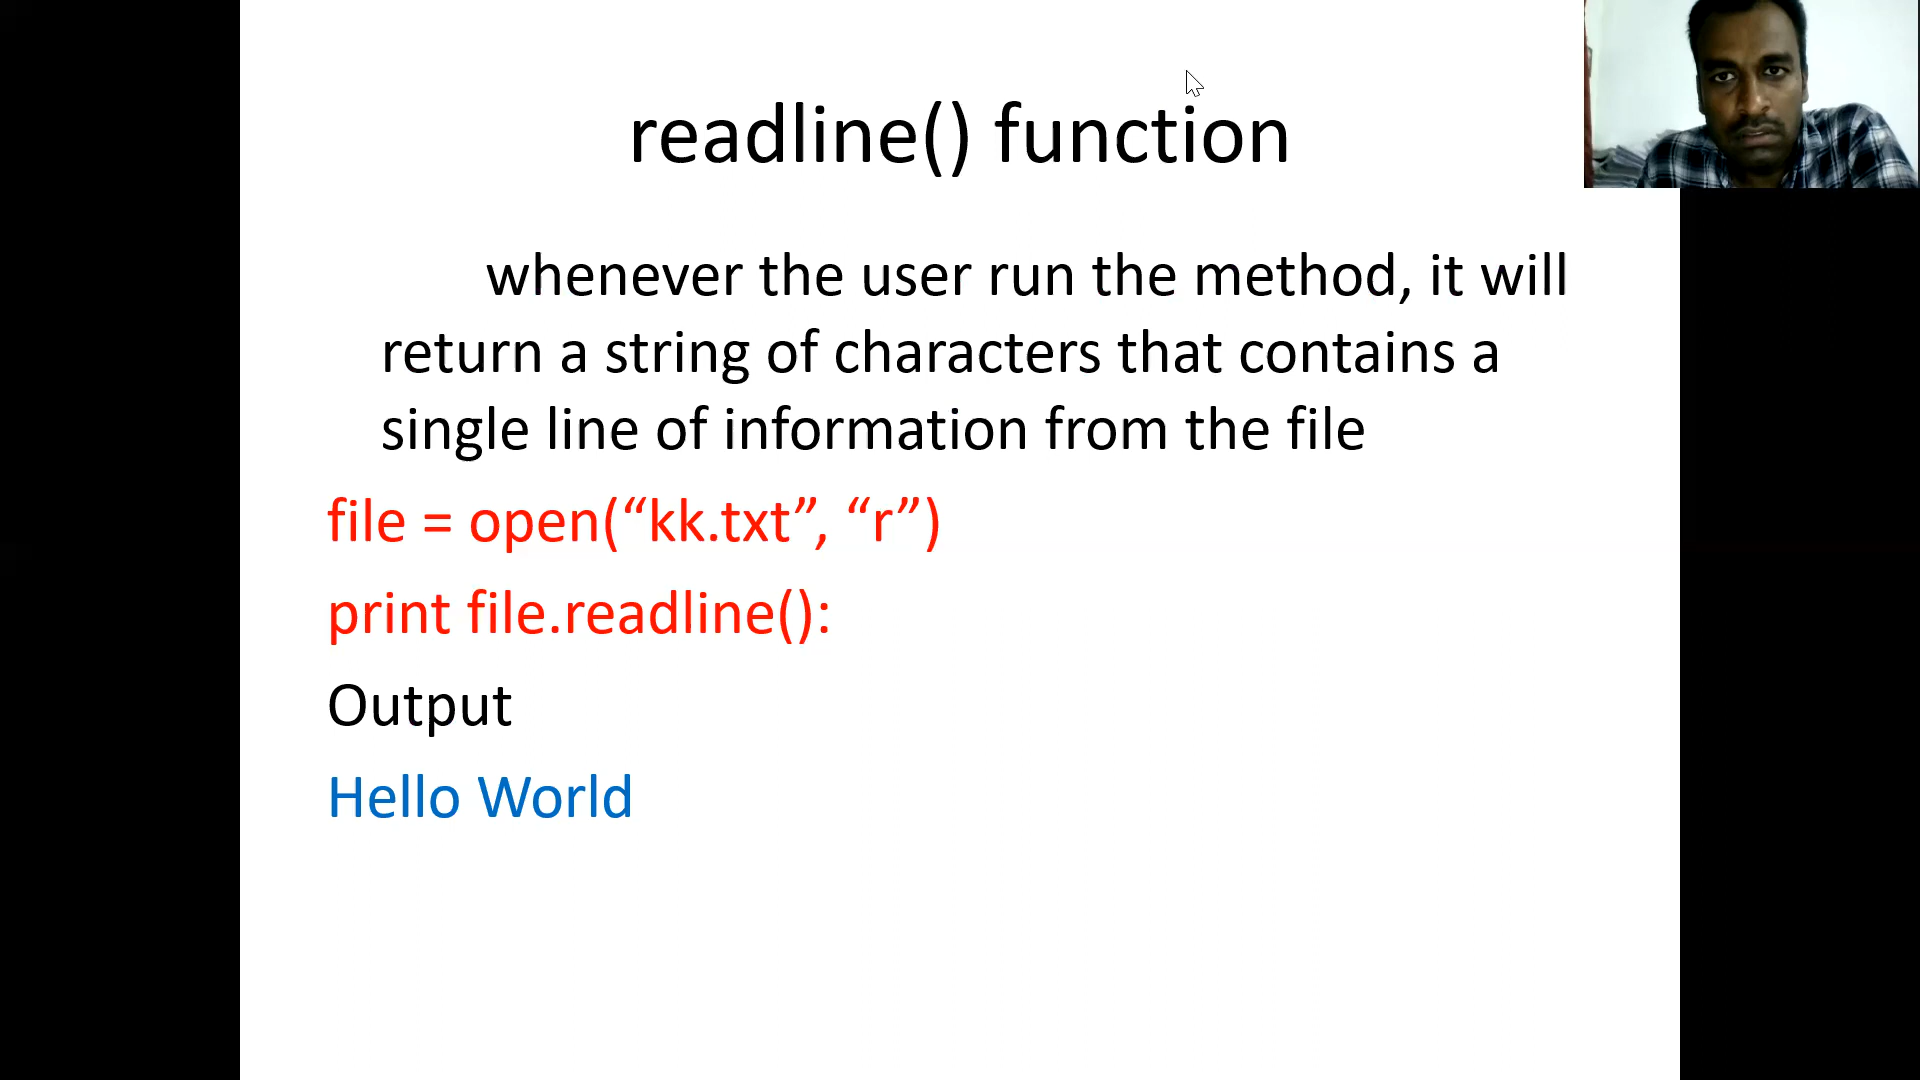 readline() function
whenever the user run the method, it will
return a string of characters that contains a
single line of information from the file
file = open(“kk.txt”, “r”)
print file.readline():
Output
Hello World